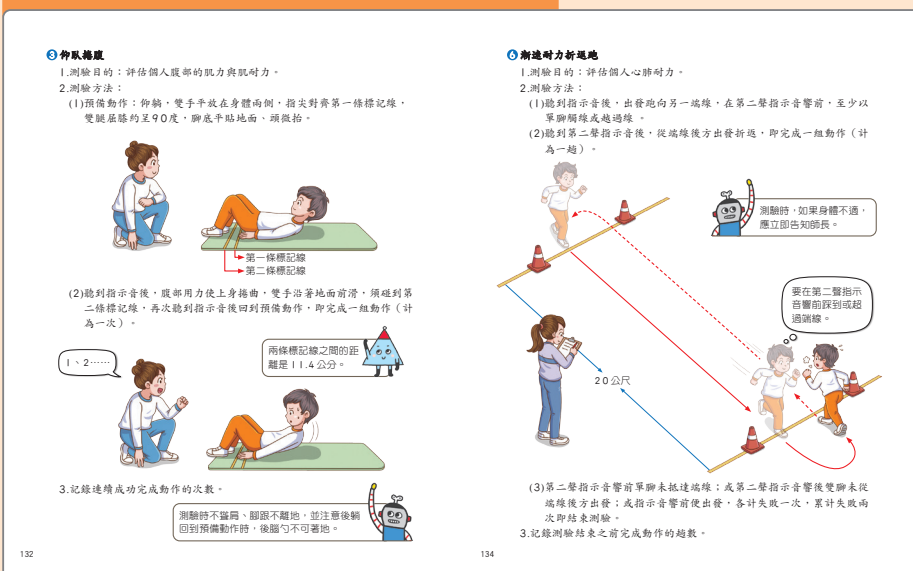 3 仰臥捲腹
1.測驗目的：評估個人腹部的肌力與肌耐力。
2.測驗方法：
(1)預備動作：仰躺，雙手平放在身體兩側，指尖對齊第一條標記線，
雙腿屈膝約呈90度，腳底平貼地面、頭微抬。
第一條標記線
第二條標記線
(2)聽到指示音後，腹部用力使上身捲曲，雙手沿著地面前滑，須碰到第
二條標記線，再次聽到指示音後回到預備動作，即完成一組動作（計
為一次）。
1、2……
兩條標記線之間的距
離是11.4公分。
3.記錄連續成功完成動作的次數。
測驗時不聳肩、腳跟不離地，並注意後躺
回到預備動作時，後腦勺不可著地。
132
6 漸速耐力折返跑
1.測驗目的：評估個人心肺耐力。
2.測驗方法：
(1)聽到指示音後，出發跑向另一端線，在第二聲指示音響前，至少以
單腳觸線或越過線。
(2)聽到第二聲指示音後，從端線後方出發折返，即完成一組動作（計
為一趟）。
測驗時，如果身體不適，
應立即告知師長。
要在第二聲指示
音響前踩到或超
過端線。
20公尺
(3)第二聲指示音響前單腳未抵達端線；或第二聲指示音響後雙腳未從
端線後方出發；或指示音響前便出發，各計失敗一次，累計失敗兩
次即結束測驗。
3.記錄測驗結束之前完成動作的趟數。
134